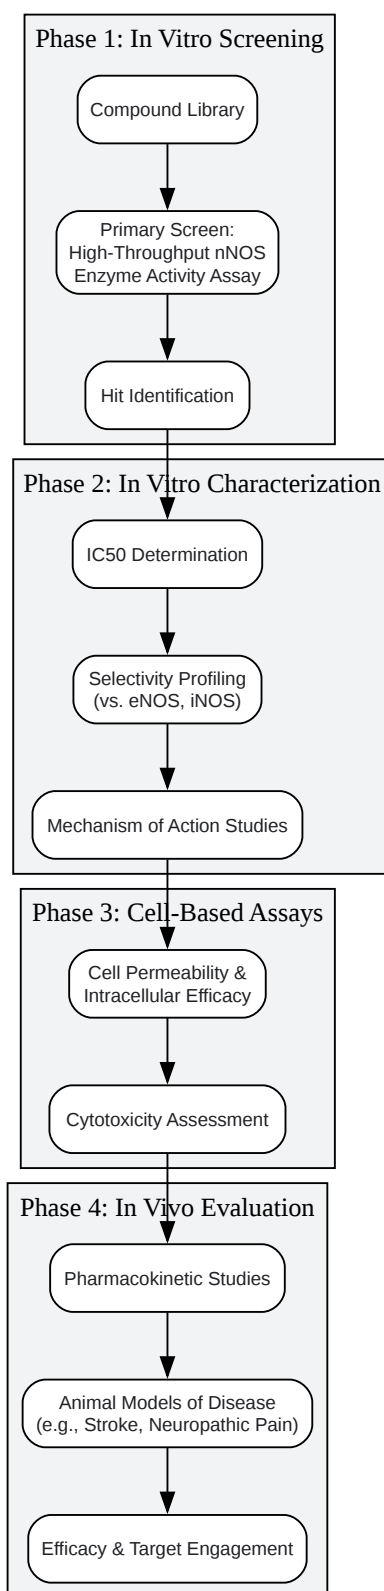 Phase 1: In Vitro Screening
Compound Library
Primary Screen:
High-Throughput nNOS
Enzyme Activity Assay
Hit Identification
Phase 2: In Vitro Characterization
IC50 Determination
Selectivity Profiling
(vs. eNOS, iNOS)
Mechanism of Action Studies
Phase 3: Cell-Based Assays
Cell Permeability &
Intracellular Efficacy
Cytotoxicity Assessment
Phase 4: In Vivo Evaluation
Pharmacokinetic Studies
Animal Models of Disease
(e.g., Stroke, Neuropathic Pain)
Efficacy & Target Engagement